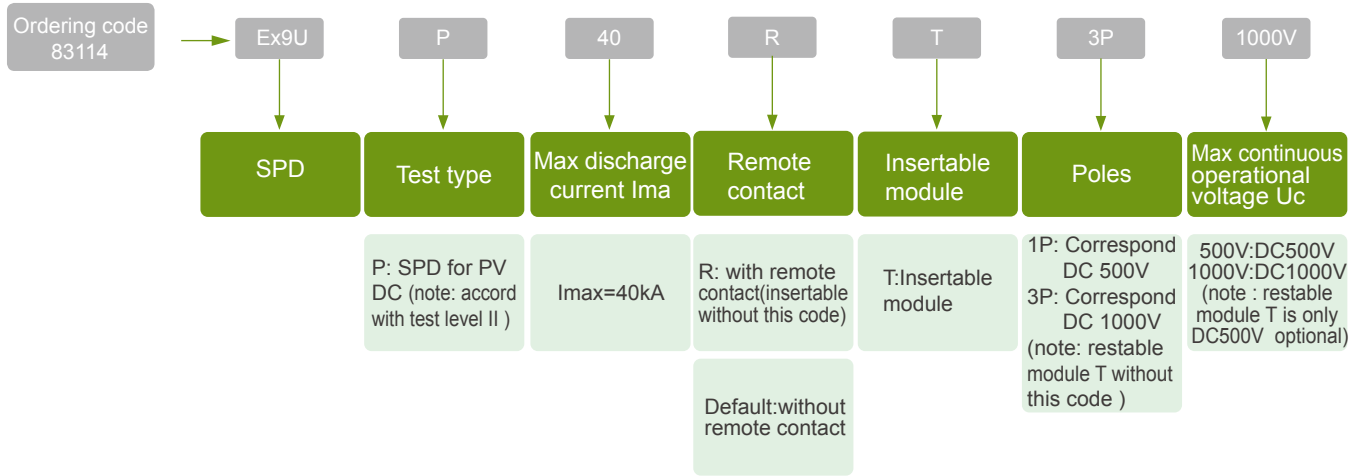 Ordering code
83114
Ex9U
P
40
R
T
3P
1000V
SPD
Test type
Max discharge
current Ima
Remote
contact
Insertable
module
Poles
Max continuous
operational
voltage Uc
P: SPD for PV
DC (note: accord
with test level II )
Imax=40kA
R: with remote
contact(insertable
without this code)
Default:without
remote contact
T:Insertable
module
1P: Correspond
DC 500V
3P: Correspond
DC 1000V
(note: restable
module T without
this code )
500V:DC500V
1000V:DC1000V
(note : restable
module T is only
DC500V optional)